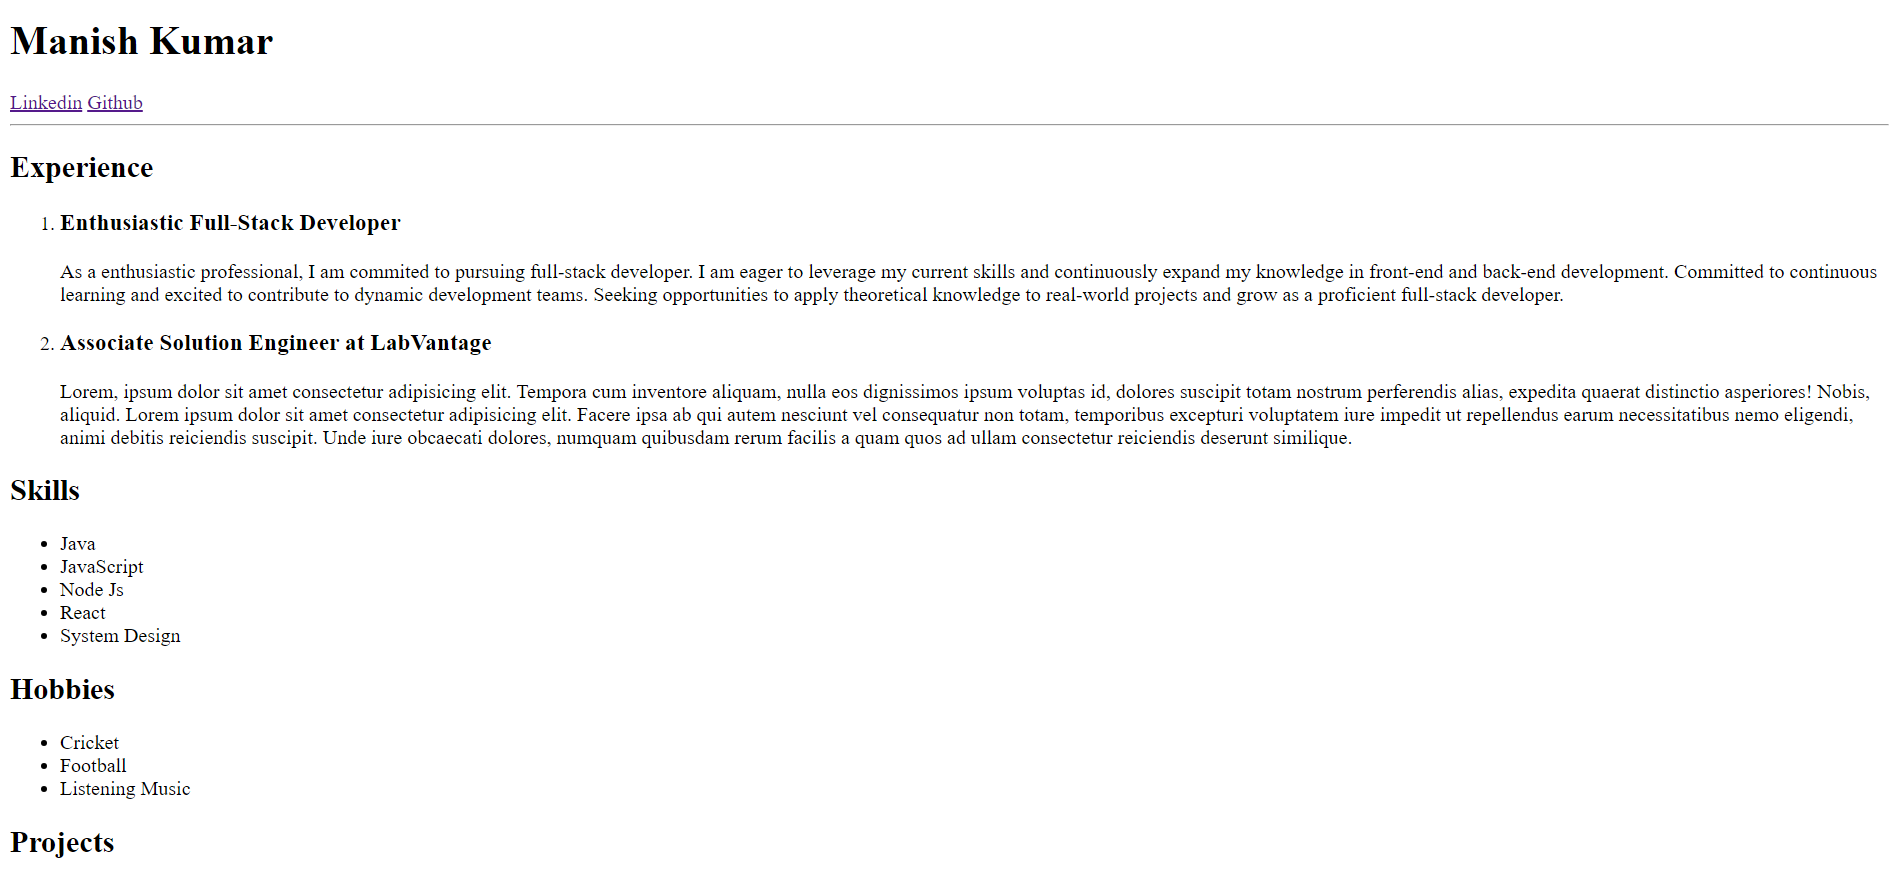 Manish Kumar
Linkedin Github
Experience
1. Enthusiastic Full-Stack Developer
As a enthusiastic professional, I am commited to pursuing full-stack developer. I am eager to leverage my current skills and continuously expand my knowledge in front-end and back-end development. Committed to continuous
learning and excited to contribute to dynamic development teams. Seeking opportunities to apply theoretical knowledge to real-world projects and grow as a proficient full-stack developer.
2. Associate Solution Engineer at LabVantage
Lorem, ipsum dolor sit amet consectetur adipisicing elit. Tempora cum inventore aliquam, nulla eos dignissimos ipsum voluptas id, dolores suscipit totam nostrum perferendis alias, expedita quaerat distinctio asperiores! Nobis,
aliquid. Lorem ipsum dolor sit amet consectetur adipisicing elit. Facere ipsa ab qui autem nesciunt vel consequatur non totam, temporibus excepturi voluptatem iure impedit ut repellendus earum necessitatibus nemo eligendi,
animi debitis reiciendis suscipit. Unde iure obcaecati dolores, numquam quibusdam rerum facilis a quam quos ad ullam consectetur reiciendis deserunt similique.
Skills
• Java
• JavaScript
• Node Js
• React
• System Design
Hobbies
• Cricket
• Football
• Listening Music
Projects